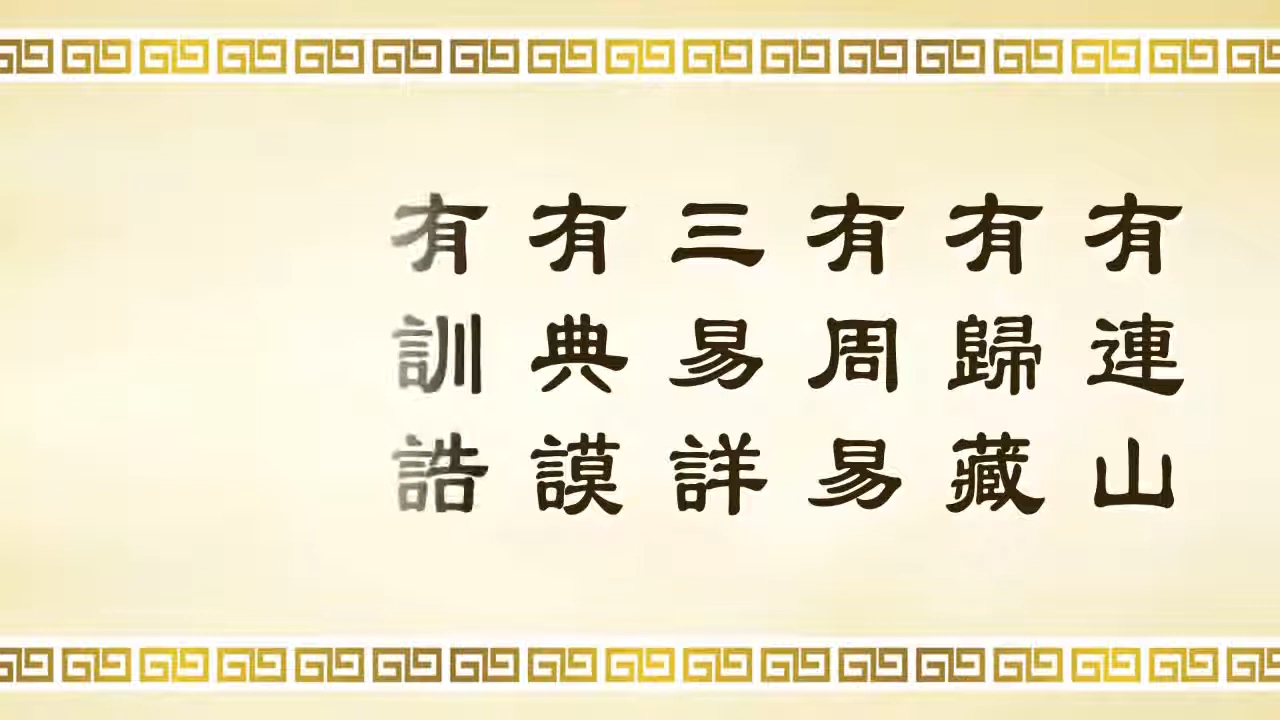 有連山
有歸藏
有周易
三易詳
有典謨
有訓誥